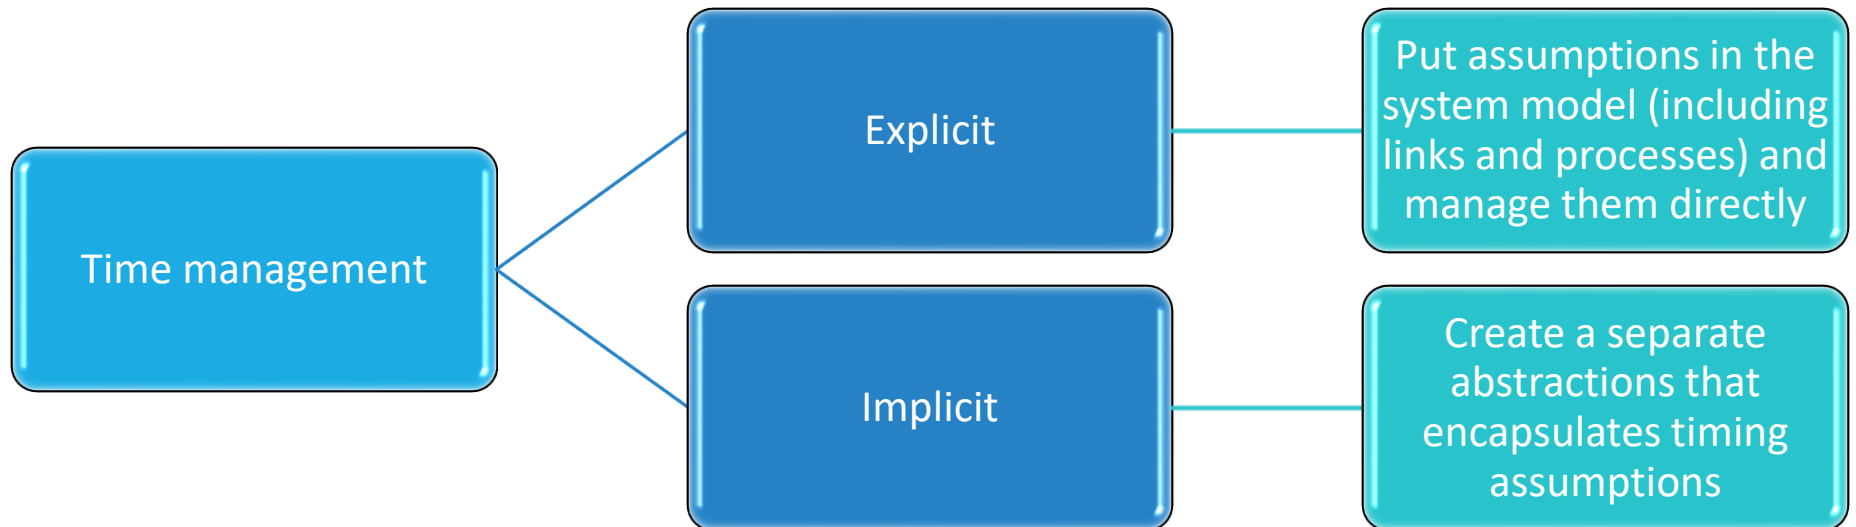 Time management
Explicit
Put assumptions in the
system model (including
links and processes) and
manage them directly
Implicit
Create a separate
abstractions that
encapsulates timing
assumptions